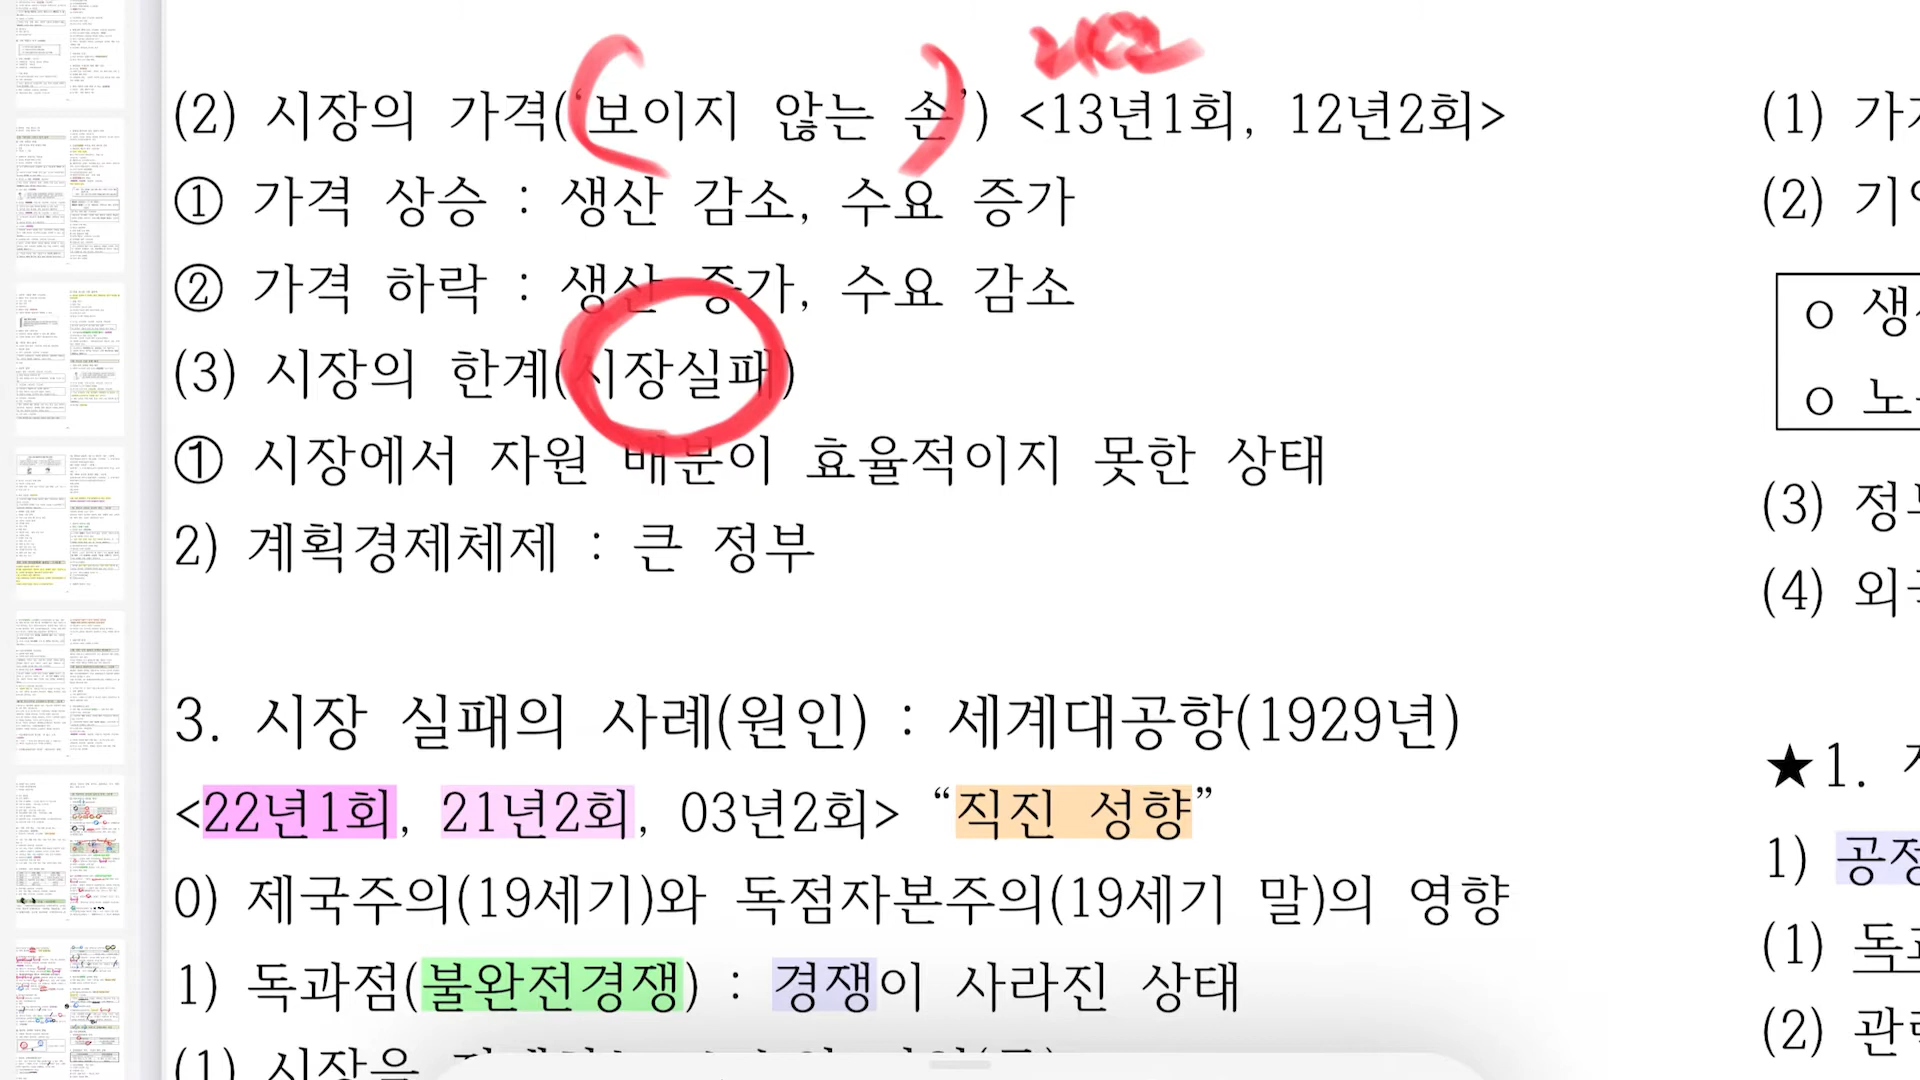 (2) 시장의 가격(‘보이지 않는 손’) <13년1회, 12년2회>
① 가격 상승 : 생산 감소, 수요 증가
② 가격 하락 : 생산 증가, 수요 감소
(3) 시장의 한계(시장실패)
① 시장에서 자원 배분이 효율적이지 못한 상태
2) 계획경제체제 : 큰 정부
3. 시장 실패의 사례(원인) : 세계대공항(1929년)
<22년1회, 21년2회, 03년2회> “직진 성향”
0) 제국주의(19세기)와 독점자본주의(19세기 말)의 영향
1) 독과점(불완전경쟁) : 경쟁이 사라진 상태
(1) 시장을
(1)
(2)
(3)
(4)
★1.
1)
(1)
(2)